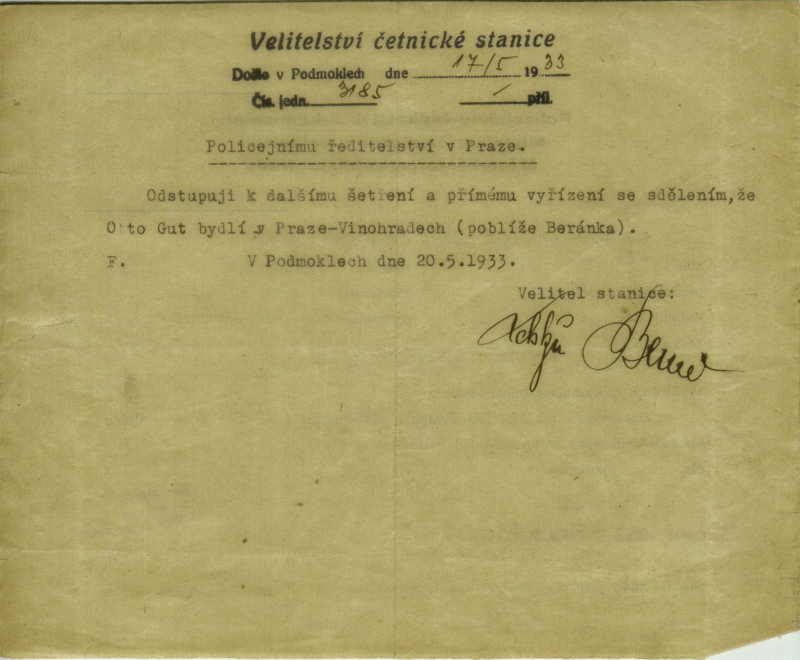 Velitelství četnické stanice
Došlo v Podmoklech dne 17/5 1933
Čís. jedn. 3185 / příl.
Policejnímu ředitelství v Praze.
Odstupuji k dalšímu šetření a přímému vyřízení se sdělením,že
Otto Gut bydlí v Praze-Vinohradech (poblíže Beránka).
F. V Podmoklech dne 20.5.1933.
Velitel stanice: